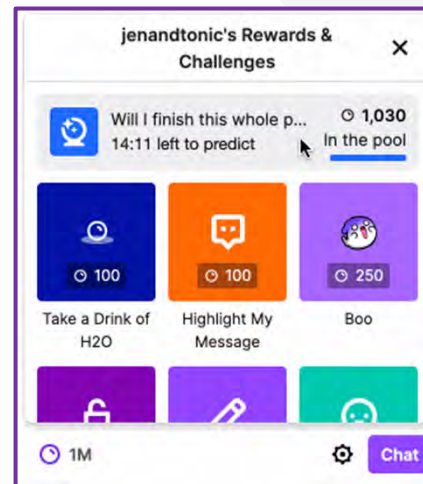 jenandtonic's Rewards &
Challenges
Will I finish this whole p... 1,030
14:11 left to predict In the pool
100 100 250
Take a Drink of
H2O
Highlight My
Message
Boo
1M Chat